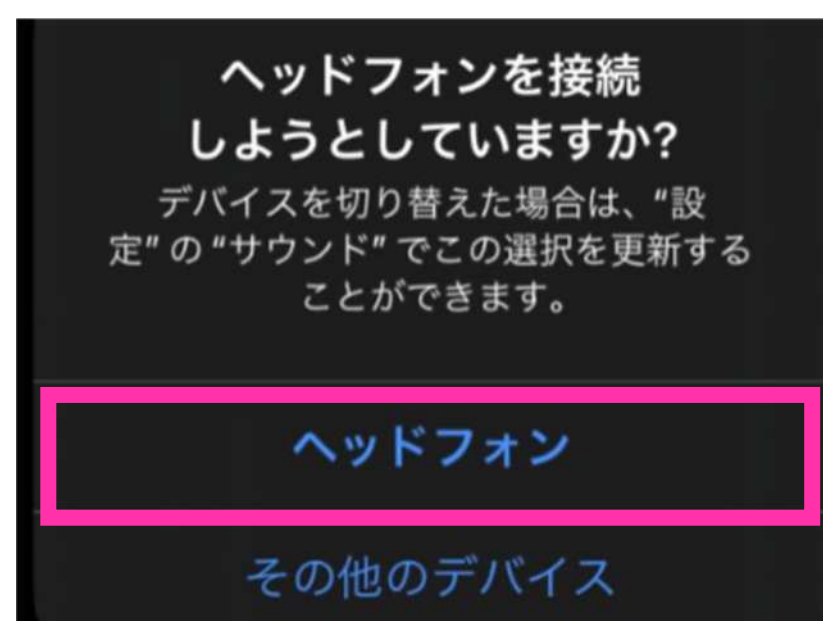 ヘッドフォンを接続
しようとしていますか?
デバイスを切り替えた場合は、“設
定” の “サウンド” でこの選択を更新する
ことができます。
ヘッドフォン
その他のデバイス